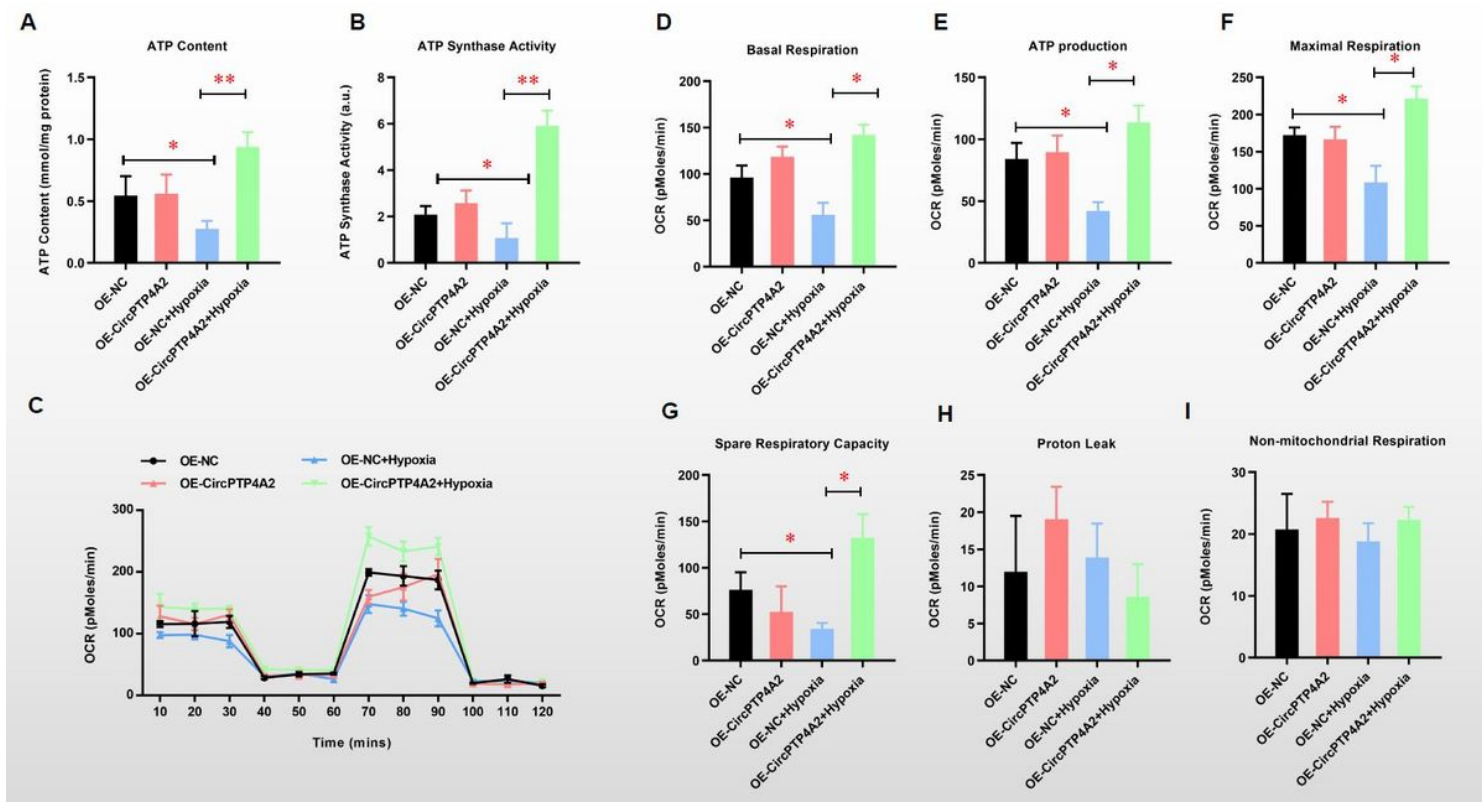 A
ATP Content
ATP Content (mmol/mg protein)
1.5
1.0
0.5
0.0
*
**
OE-NC
OE-CircPTP4A2
OE-NC+Hypoxia
OE-CircPTP4A2+Hypoxia
B
ATP Synthase Activity
ATP Synthase Activity (a.u.)
8
6
4
2
0
*
**
OE-NC
OE-CircPTP4A2
OE-NC+Hypoxia
OE-CircPTP4A2+Hypoxia
D
Basal Respiration
OCR (pMoles/min)
200
150
100
50
0
*
*
OE-NC
OE-CircPTP4A2
OE-NC+Hypoxia
OE-CircPTP4A2+Hypoxia
E
ATP production
OCR (pMoles/min)
150
100
50
0
*
*
OE-NC
OE-CircPTP4A2
OE-NC+Hypoxia
OE-CircPTP4A2+Hypoxia
F
Maximal Respiration
OCR (pMoles/min)
250
200
150
100
50
0
*
*
OE-NC
OE-CircPTP4A2
OE-NC+Hypoxia
OE-CircPTP4A2+Hypoxia
C
OE-NC
OE-CircPTP4A2
OE-NC+Hypoxia
OE-CircPTP4A2+Hypoxia
OCR (pMoles/min)
300
200
100
0
10 20 30 40 50 60 70 80 90 100 110 120
Time (mins)
G
Spare Respiratory Capacity
OCR (pMoles/min)
200
150
100
50
0
*
*
OE-NC
OE-CircPTP4A2
OE-NC+Hypoxia
OE-CircPTP4A2+Hypoxia
H
Proton Leak
OCR (pMoles/min)
25
20
15
10
5
0
OE-NC
OE-CircPTP4A2
OE-NC+Hypoxia
OE-CircPTP4A2+Hypoxia
I
Non-mitochondrial Respiration
OCR (pMoles/min)
30
20
10
0
OE-NC
OE-CircPTP4A2
OE-NC+Hypoxia
OE-CircPTP4A2+Hypoxia